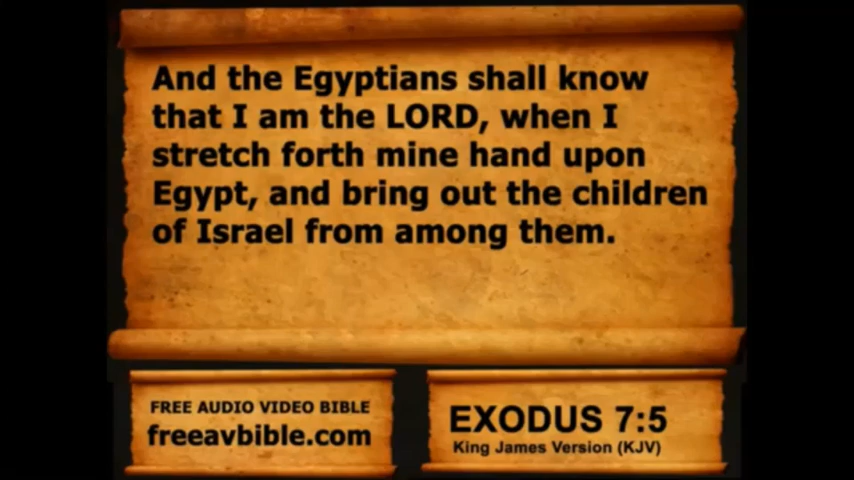 And the Egyptians shall know
that I am the LORD, when I
stretch forth mine hand upon
Egypt, and bring out the children
of Israel from among them.
FREE AUDIO VIDEO BIBLE
freeavbible.com
EXODUS 7:5
King James Version (KJV)